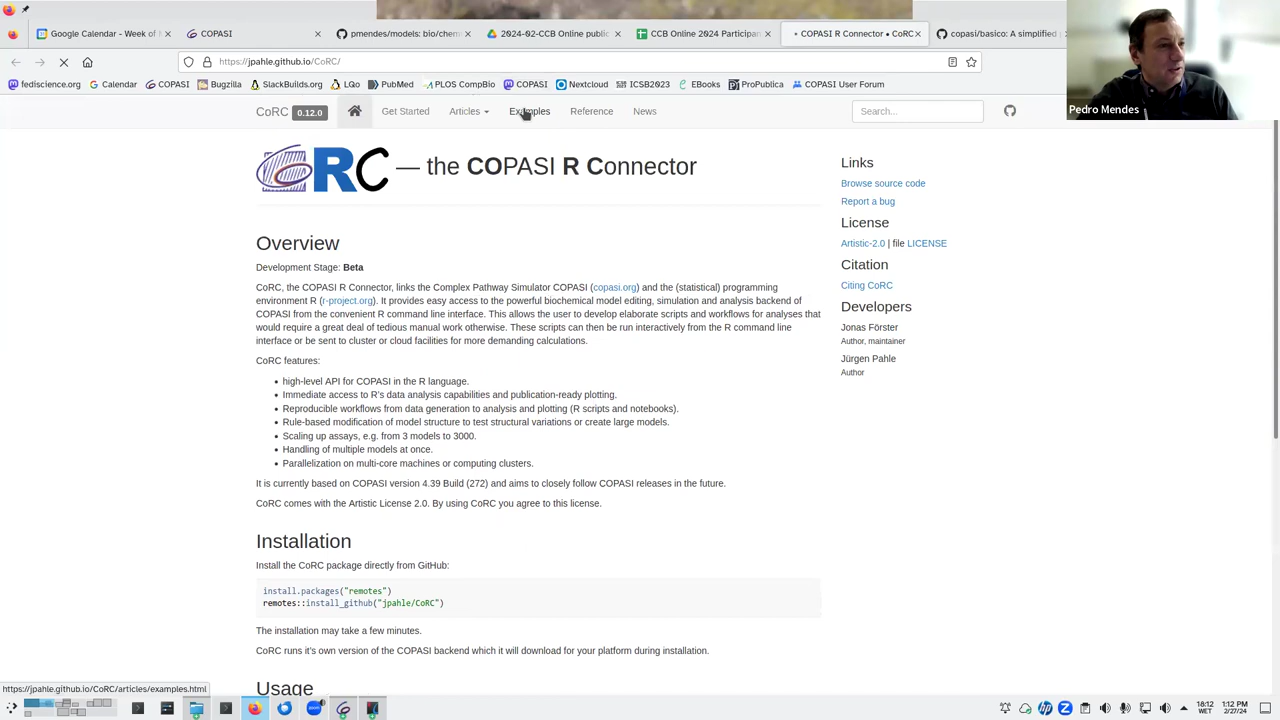 Google Calendar - Week of M
COPASI
pmendes/models: bio/chem
2024-02-CCB Online publi
CCB Online 2024 Participan
COPASI R Connector • CoRC
copasi/basico: A simplified
https://jpahle.github.io/CoRC/
fediscience.org
Calendar
COPASI
Bugzilla
SlackBuilds.org
LGo
PubMed
PLOS CompBio
COPASI
Nextcloud
ICSB2023
EBooks
ProPublica
COPASI User Forum
Pedro Mendes
CoRC
0.12.0
Get Started
Articles
Examples
Reference
News
Search...
CORC — the COPASI R Connector
Overview
Development Stage: Beta
CoRC, the COPASI R Connector, links the Complex Pathway Simulator COPASI (copasi.org) and the (statistical) programming
environment R (r-project.org). It provides easy access to the powerful biochemical model editing, simulation and analysis backend of
COPASI from the convenient R command line interface. This allows the user to develop elaborate scripts and workflows for analyses that
would require a great deal of tedious manual work otherwise. These scripts can then be run interactively from the R command line
interface or be sent to cluster or cloud facilities for more demanding calculations.
CoRC features:
• high-level API for COPASI in the R language.
• Immediate access to R's data analysis capabilities and publication-ready plotting.
• Reproducible workflows from data generation to analysis and plotting (R scripts and notebooks).
• Rule-based modification of model structure to test structural variations or create large models.
• Scaling up assays, e.g. from 3 models to 3000.
• Handling of multiple models at once.
• Parallelization on multi-core machines or computing clusters.
It is currently based on COPASI version 4.39 Build (272) and aims to closely follow COPASI releases in the future.
CoRC comes with the Artistic License 2.0. By using CoRC you agree to this license.
Installation
Install the CoRC package directly from GitHub:
install.packages("remotes")
remotes::install_github("jpahle/CoRC")
The installation may take a few minutes.
CoRC runs it's own version of the COPASI backend which it will download for your platform during installation.
Usage
Links
Browse source code
Report a bug
License
Artistic-2.0 | file LICENSE
Citation
Citing CoRC
Developers
Jonas Förster
Author, maintainer
Jürgen Pahle
Author
https://jpahle.github.io/CoRC/articles/examples.html
18:12
WET
1:12 PM
2/27/24